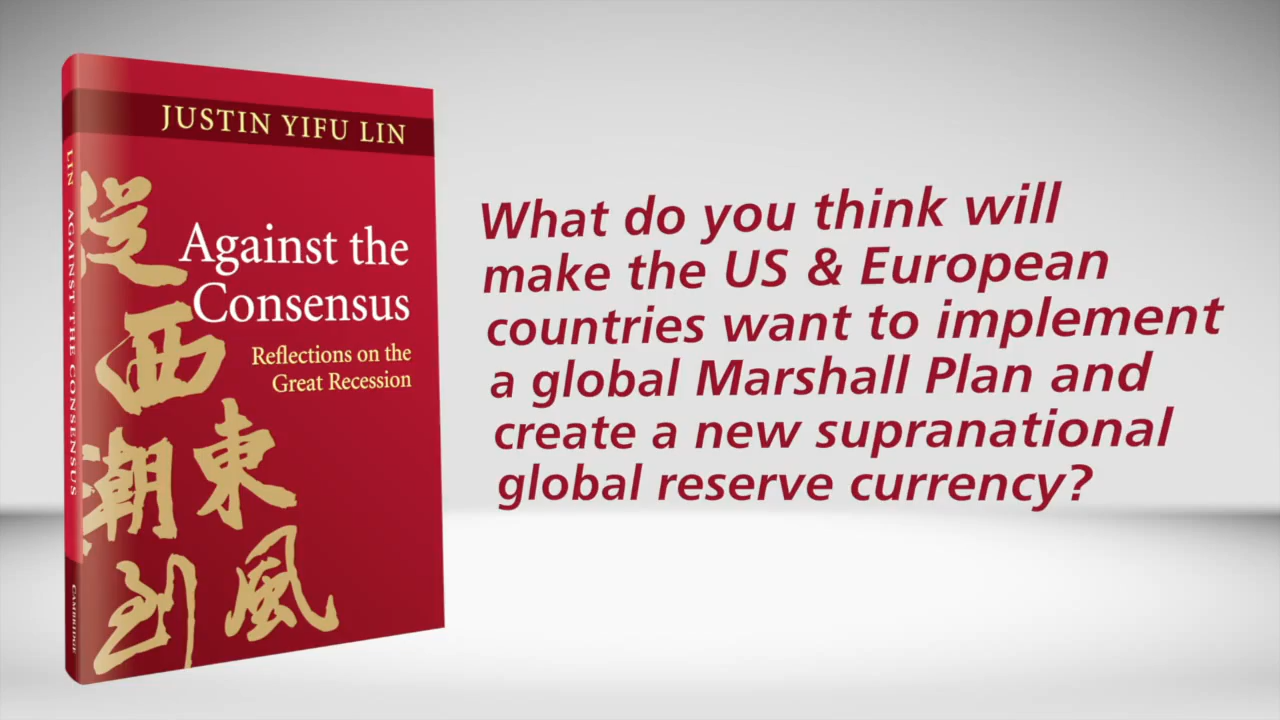 LIN AGAINST THE CONSENSUS
CAMBRIDGE
JUSTIN YIFU LIN
Against the
Consensus
Reflections on the
Great Recession
從西潮到
東風
What do you think will
make the US & European
countries want to implement
a global Marshall Plan and
create a new supranational
global reserve currency?